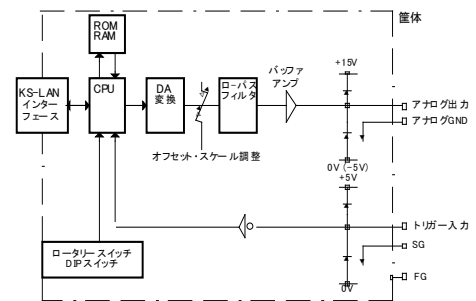 筐体
ROM
RAM
+15V
KS-LAN
インター
フェース
CPU
DA
変換
ローパス
フィルタ
バッファ
アンプ
アナログ出力
アナログGND
オフセット・スケール調整
0V(-5V)
+5V
トリガー入力
SG
ロータリースイッチ
DIPスイッチ
FG
0V